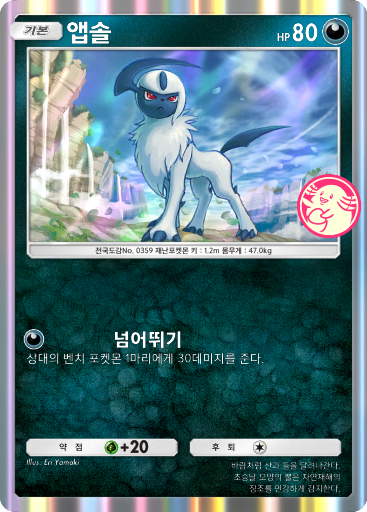 기본 앱솔 HP 80
전국도감No. 0359 재난포켓몬 키 : 1.2m 몸무게 : 47.0kg
넘어뛰기
상대의 벤치 포켓몬 1마리에게 30데미지를 준다.
약점 +20 후퇴
Illus. Eri Yamaki
바람처럼 산과 들을 달려나간다.
초승달 모양의 뿔은 자연재해의
징조를 민감하게 감지한다.